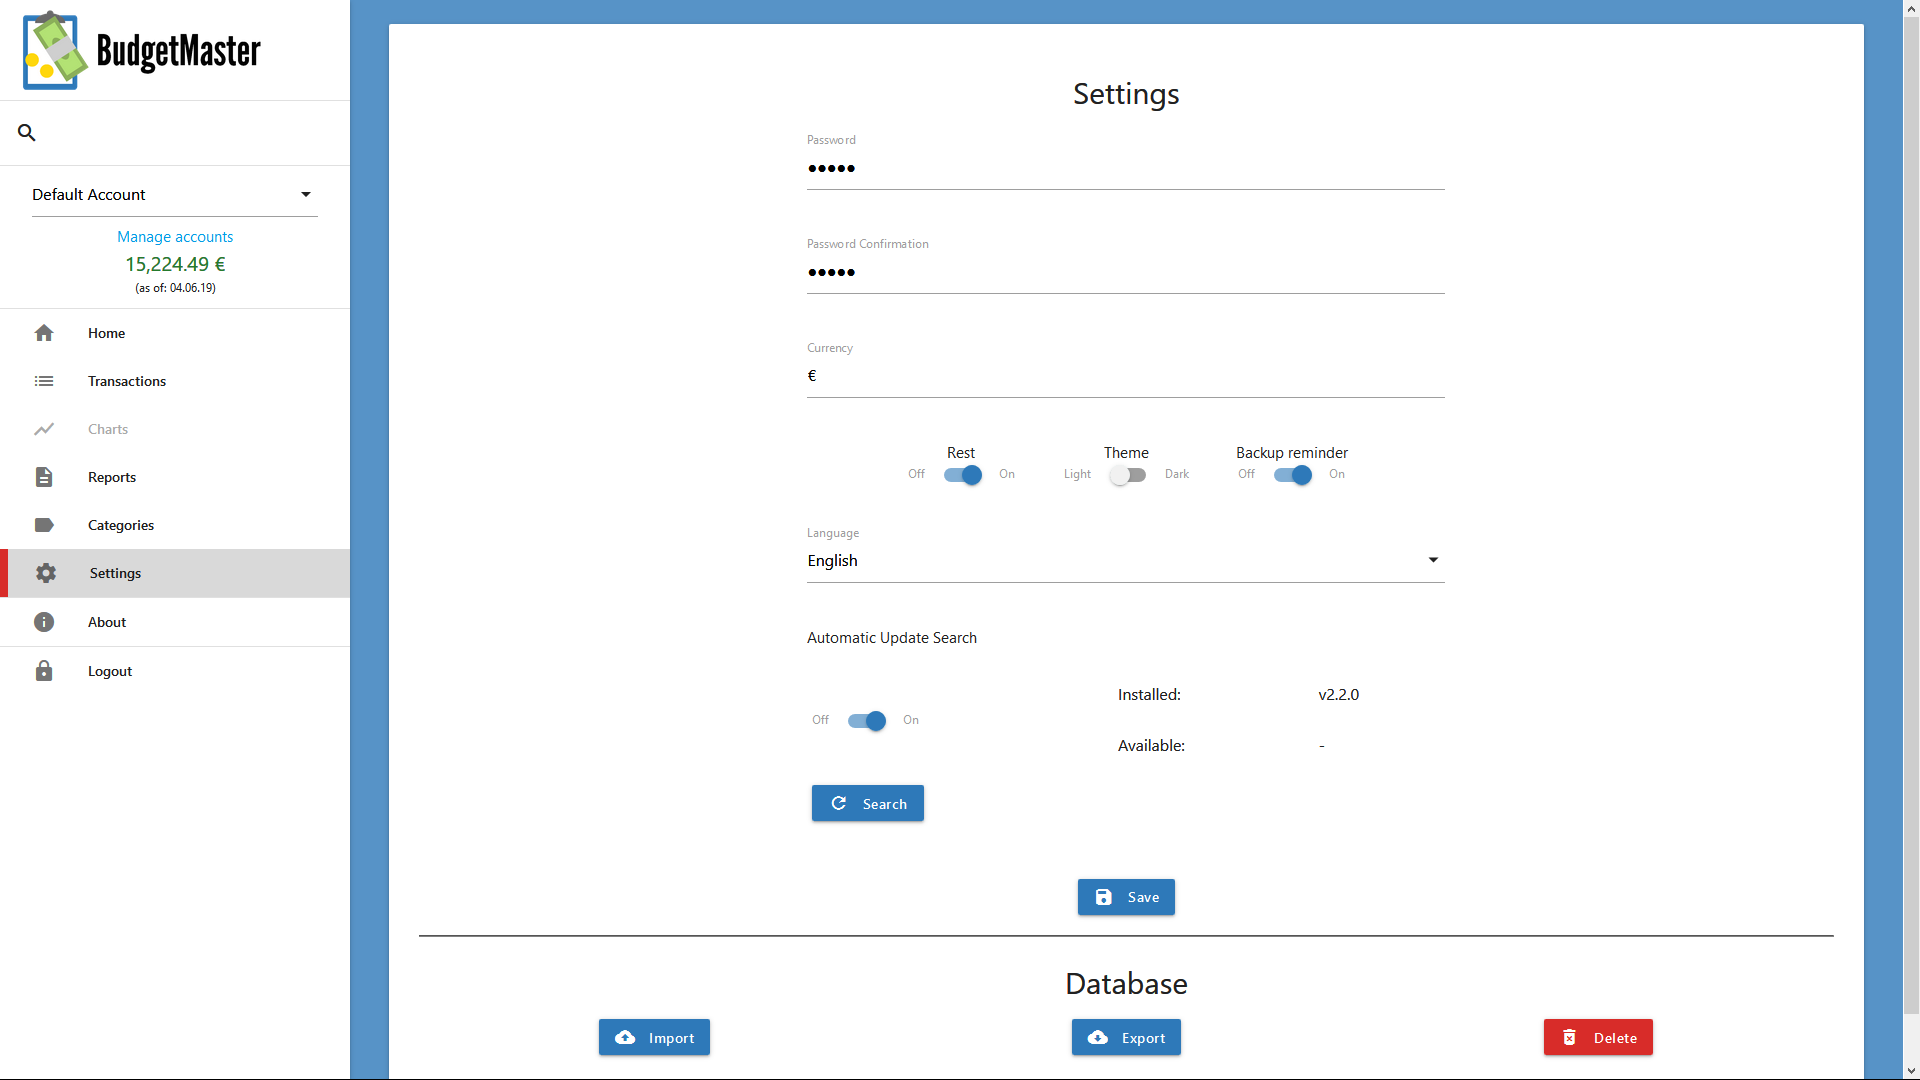 BudgetMaster
Default Account
Manage accounts
15,224.49 €
(as of: 04.06.19)
Home
Transactions
Charts
Reports
Categories
Settings
About
Logout
Settings
Password
•••••
Password Confirmation
•••••
Currency
€
Rest
Off On
Theme
Light Dark
Backup reminder
Off On
Language
English
Automatic Update Search
Off On
Installed: v2.2.0
Available: -
Search
Save
Database
Import
Export
Delete